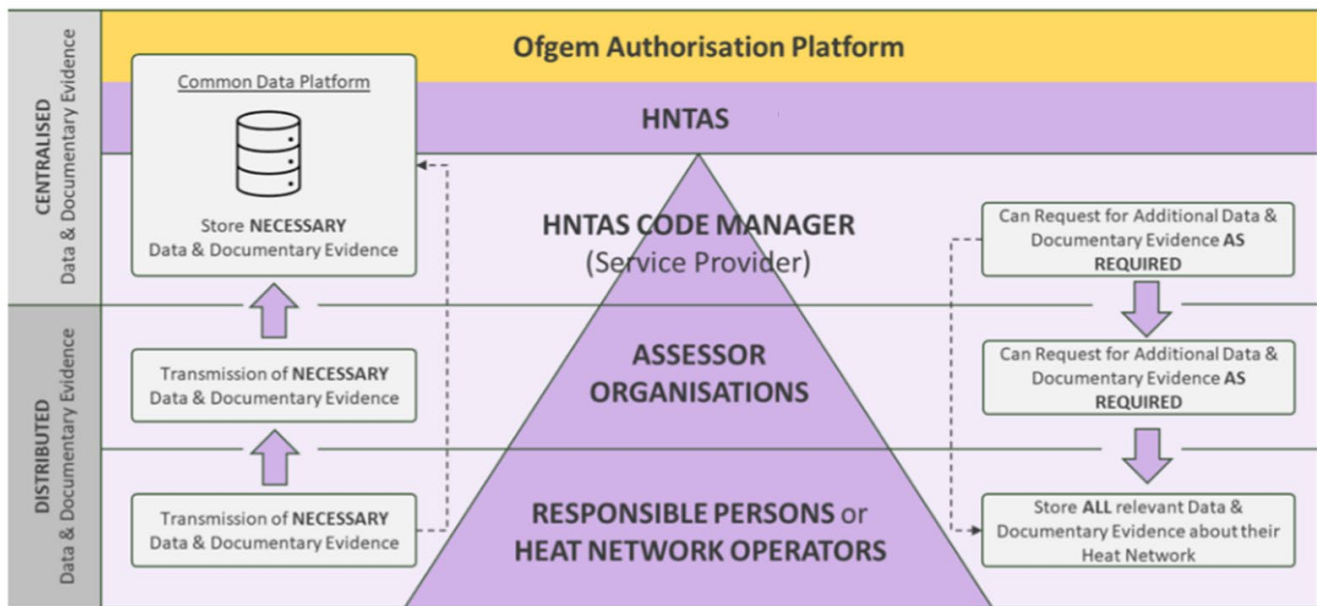 Ofgem Authorisation Platform
HNTAS
CENTRALISED
Data & Documentary Evidence
Common Data Platform
Store NECESSARY
Data & Documentary Evidence
HNTAS CODE MANAGER
(Service Provider)
Can Request for Additional Data &
Documentary Evidence AS
REQUIRED
DISTRIBUTED
Data & Documentary Evidence
Transmission of NECESSARY
Data & Documentary Evidence
ASSESSOR
ORGANISATIONS
Can Request for Additional Data &
Documentary Evidence AS
REQUIRED
Transmission of NECESSARY
Data & Documentary Evidence
RESPONSIBLE PERSONS or
HEAT NETWORK OPERATORS
Store ALL relevant Data &
Documentary Evidence about their
Heat Network